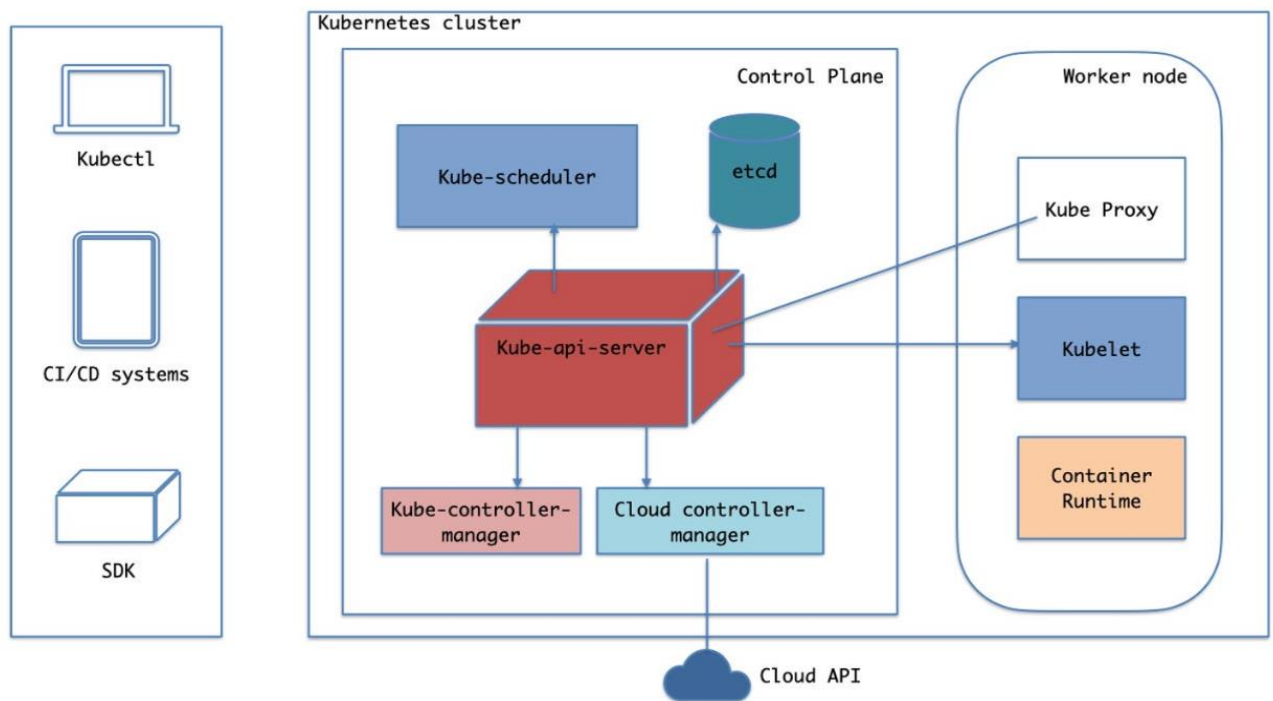 Kubernetes cluster
Kubectl
CI/CD systems
SDK
Control Plane
Kube-scheduler
etcd
Kube-api-server
Kube-controller-
manager
Cloud controller-
manager
Worker node
Kube Proxy
Kubelet
Container
Runtime
Cloud API